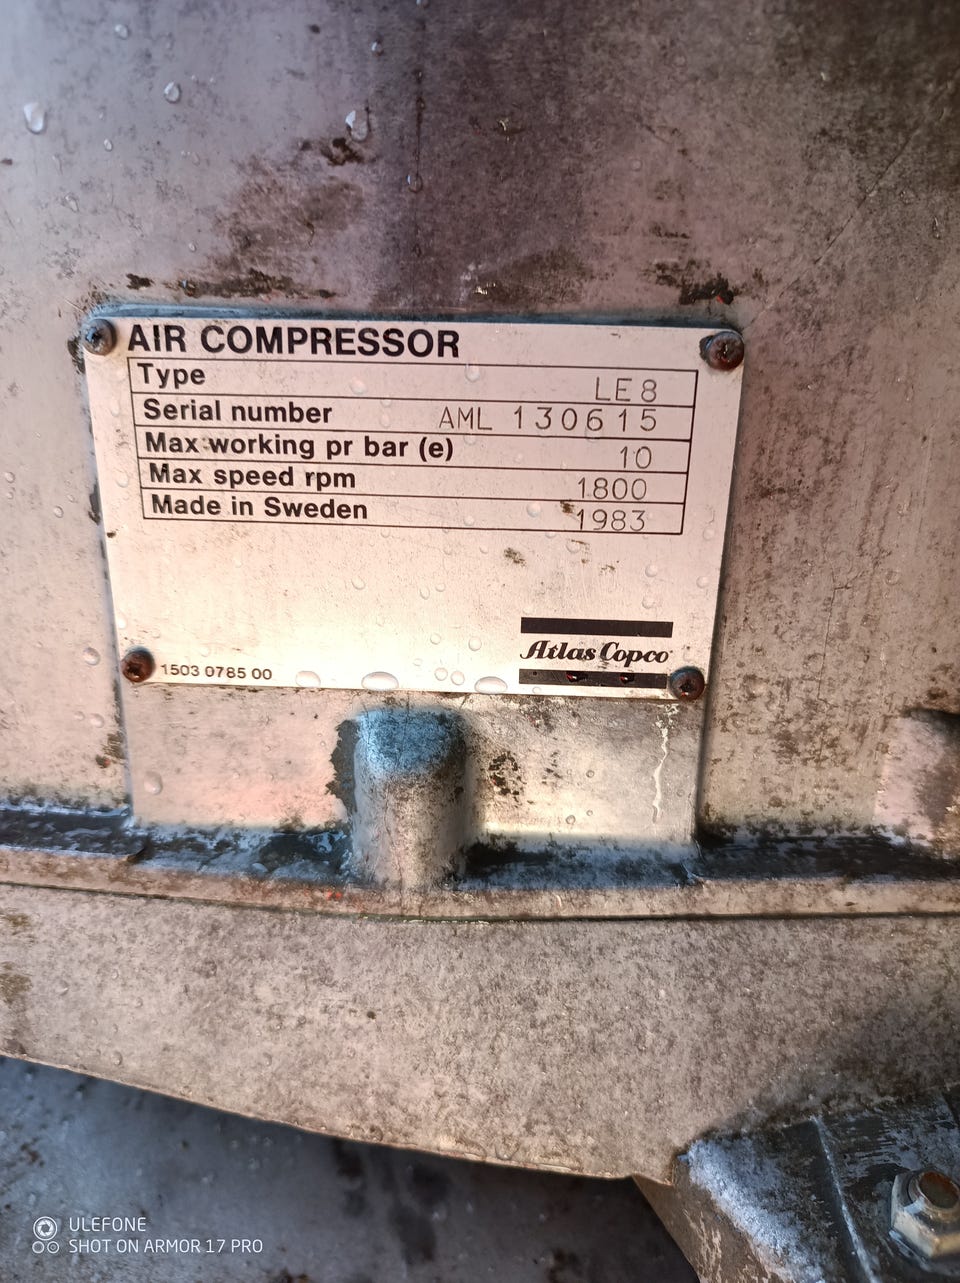 AIR COMPRESSOR
Type LE 8
Serial number AML 130615
Max working pr bar (e) 10
Max speed rpm 1800
Made in Sweden 1983
Atlas Copco
1503 0785 00
ULEFONE
SHOT ON ARMOR 17 PRO